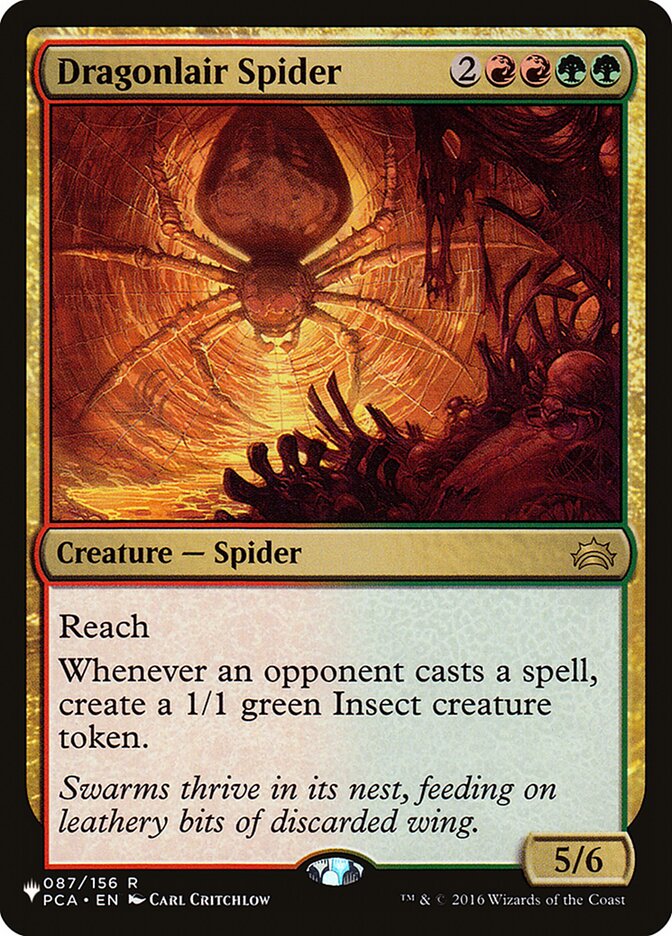 Dragonlair Spider 2
Creature — Spider
Reach
Whenever an opponent casts a spell,
create a 1/1 green Insect creature
token.
Swarms thrive in its nest, feeding on
leathery bits of discarded wing.
5/6
087/156 R
PCA • EN Carl Critchlow
™ & © 2016 Wizards of the Coast